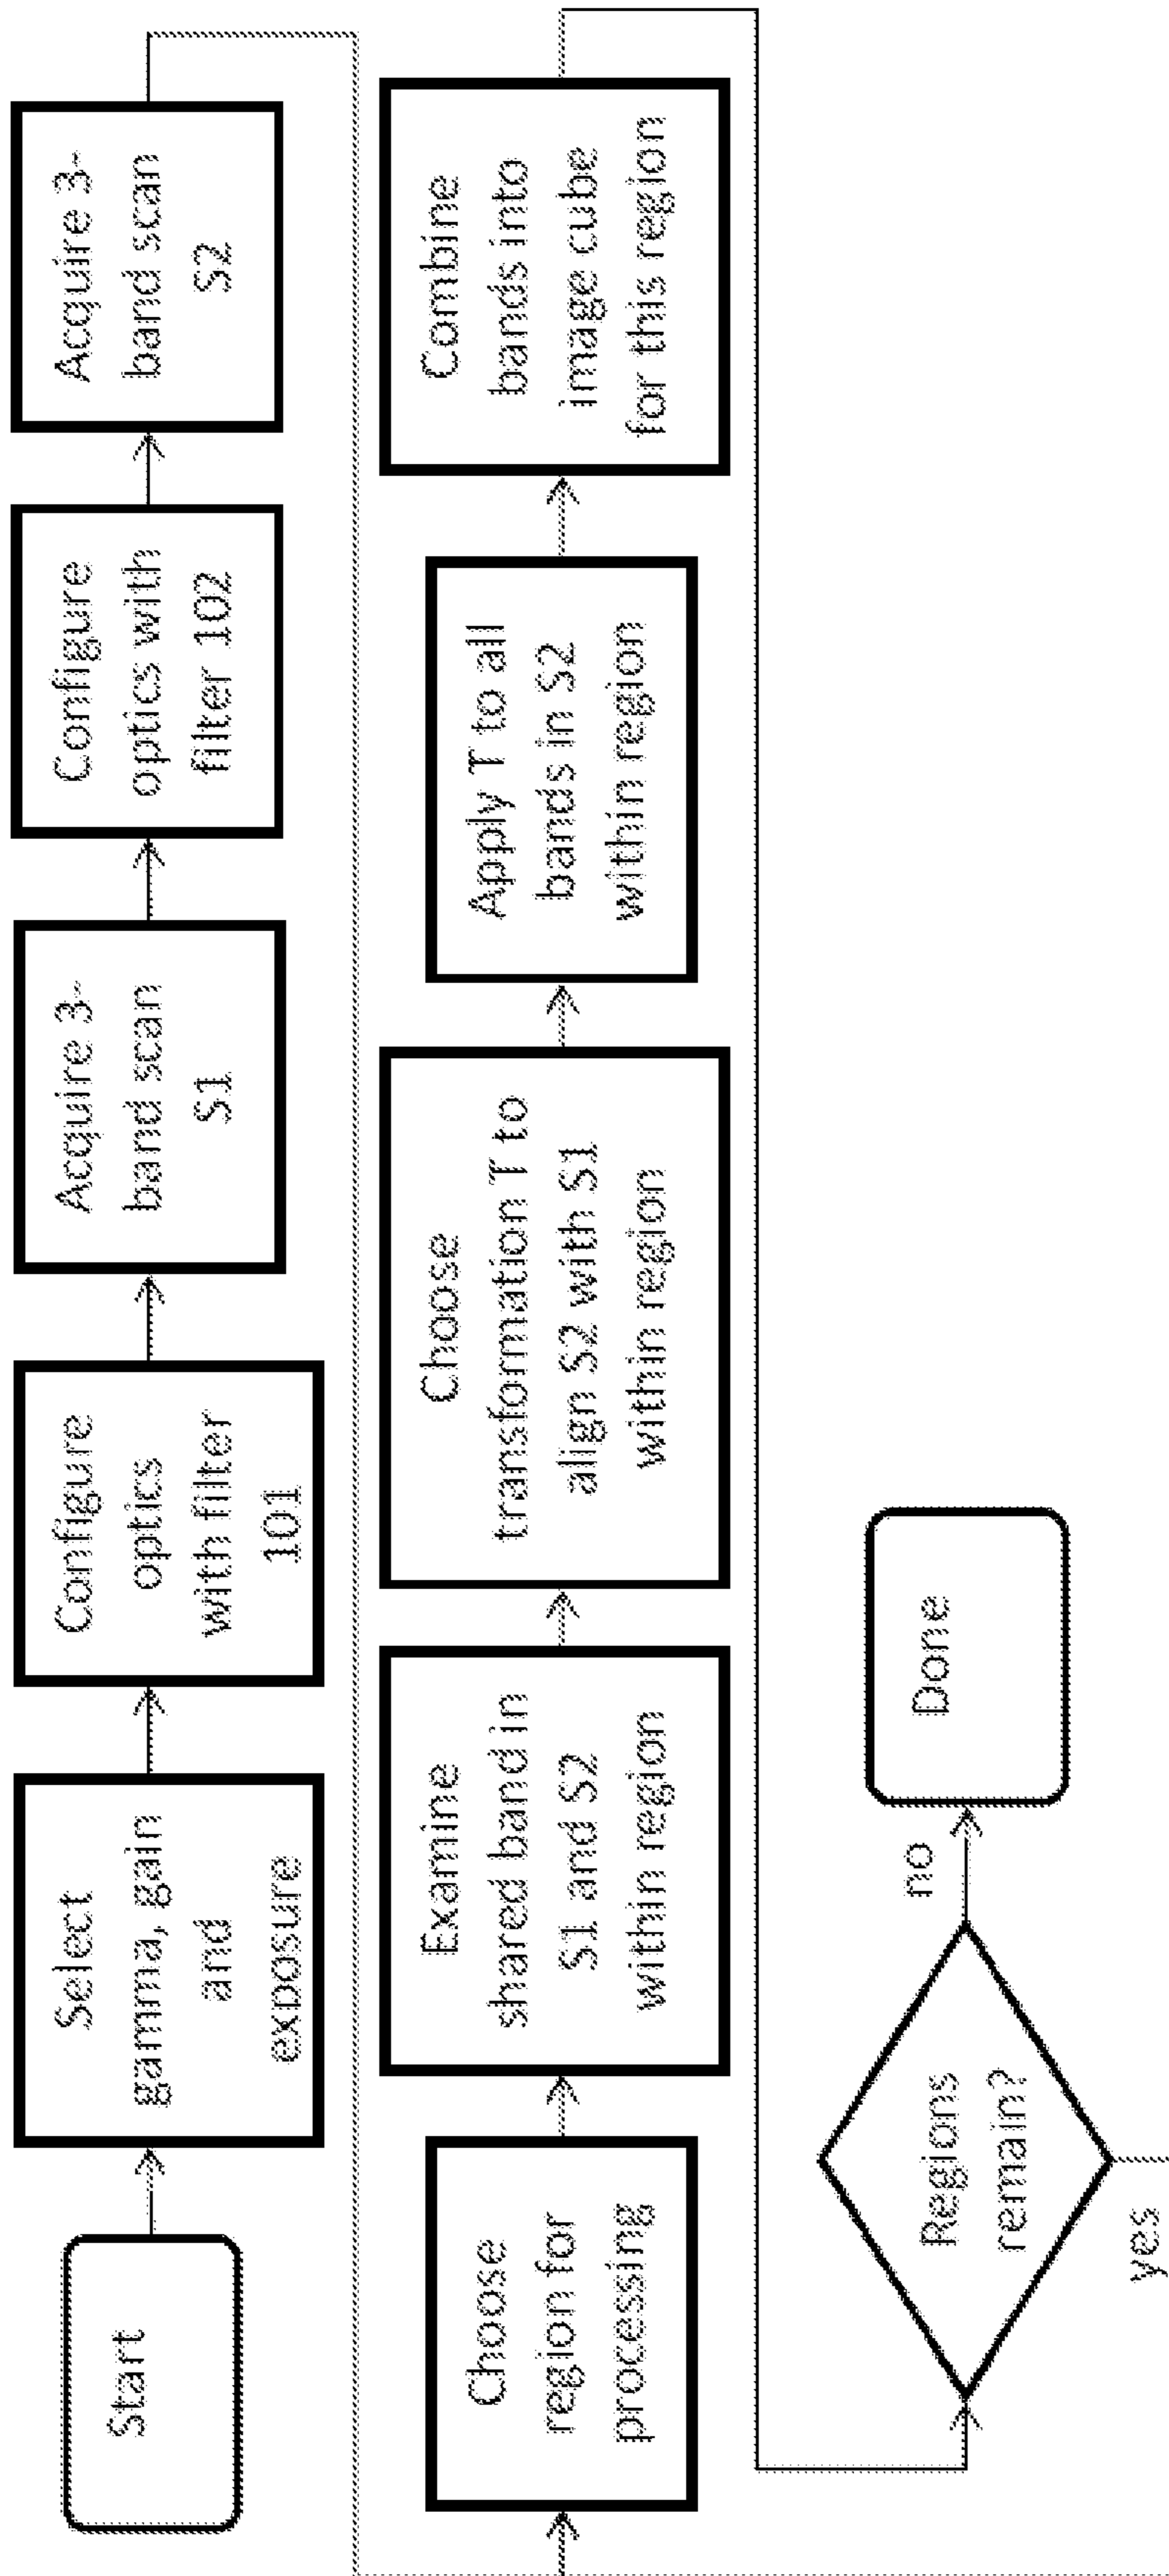 Start
Select
gamma, gain
and
exposure
Configure
optics
with filter
101
Acquire 3-
band scan
S1
Configure
optics with
filter 102
Acquire 3-
band scan
S2
Choose
region for
processing
Examine
shared band in
S1 and S2
within region
Choose
transformation T to
align S2 with S1
within region
Apply T to all
bands in S2
within region
Combine
bands into
image cube
for this region
Regions
remain?
yes
no
Done